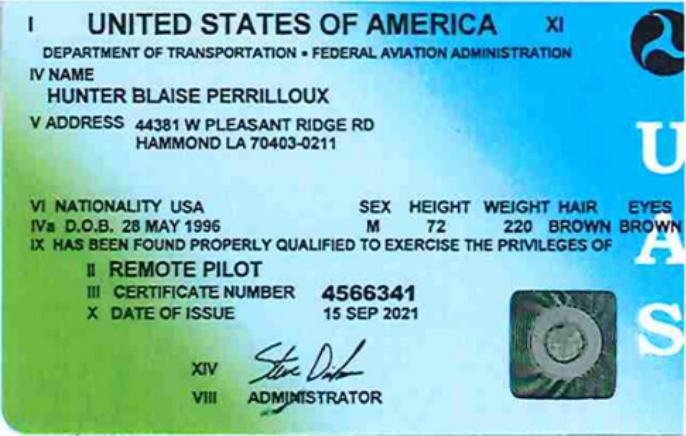 I UNITED STATES OF AMERICA XI
DEPARTMENT OF TRANSPORTATION • FEDERAL AVIATION ADMINISTRATION
IV NAME
HUNTER BLAISE PERRILLOUX
V ADDRESS 44381 W PLEASANT RIDGE RD
HAMMOND LA 70403-0211
VI NATIONALITY USA SEX HEIGHT WEIGHT HAIR EYES
IVa D.O.B. 28 MAY 1996 M 72 220 BROWN BROWN
IX HAS BEEN FOUND PROPERLY QUALIFIED TO EXERCISE THE PRIVILEGES OF
II REMOTE PILOT
III CERTIFICATE NUMBER 4566341
X DATE OF ISSUE 15 SEP 2021
XIV Steve Dickson
VIII ADMINISTRATOR
UAS